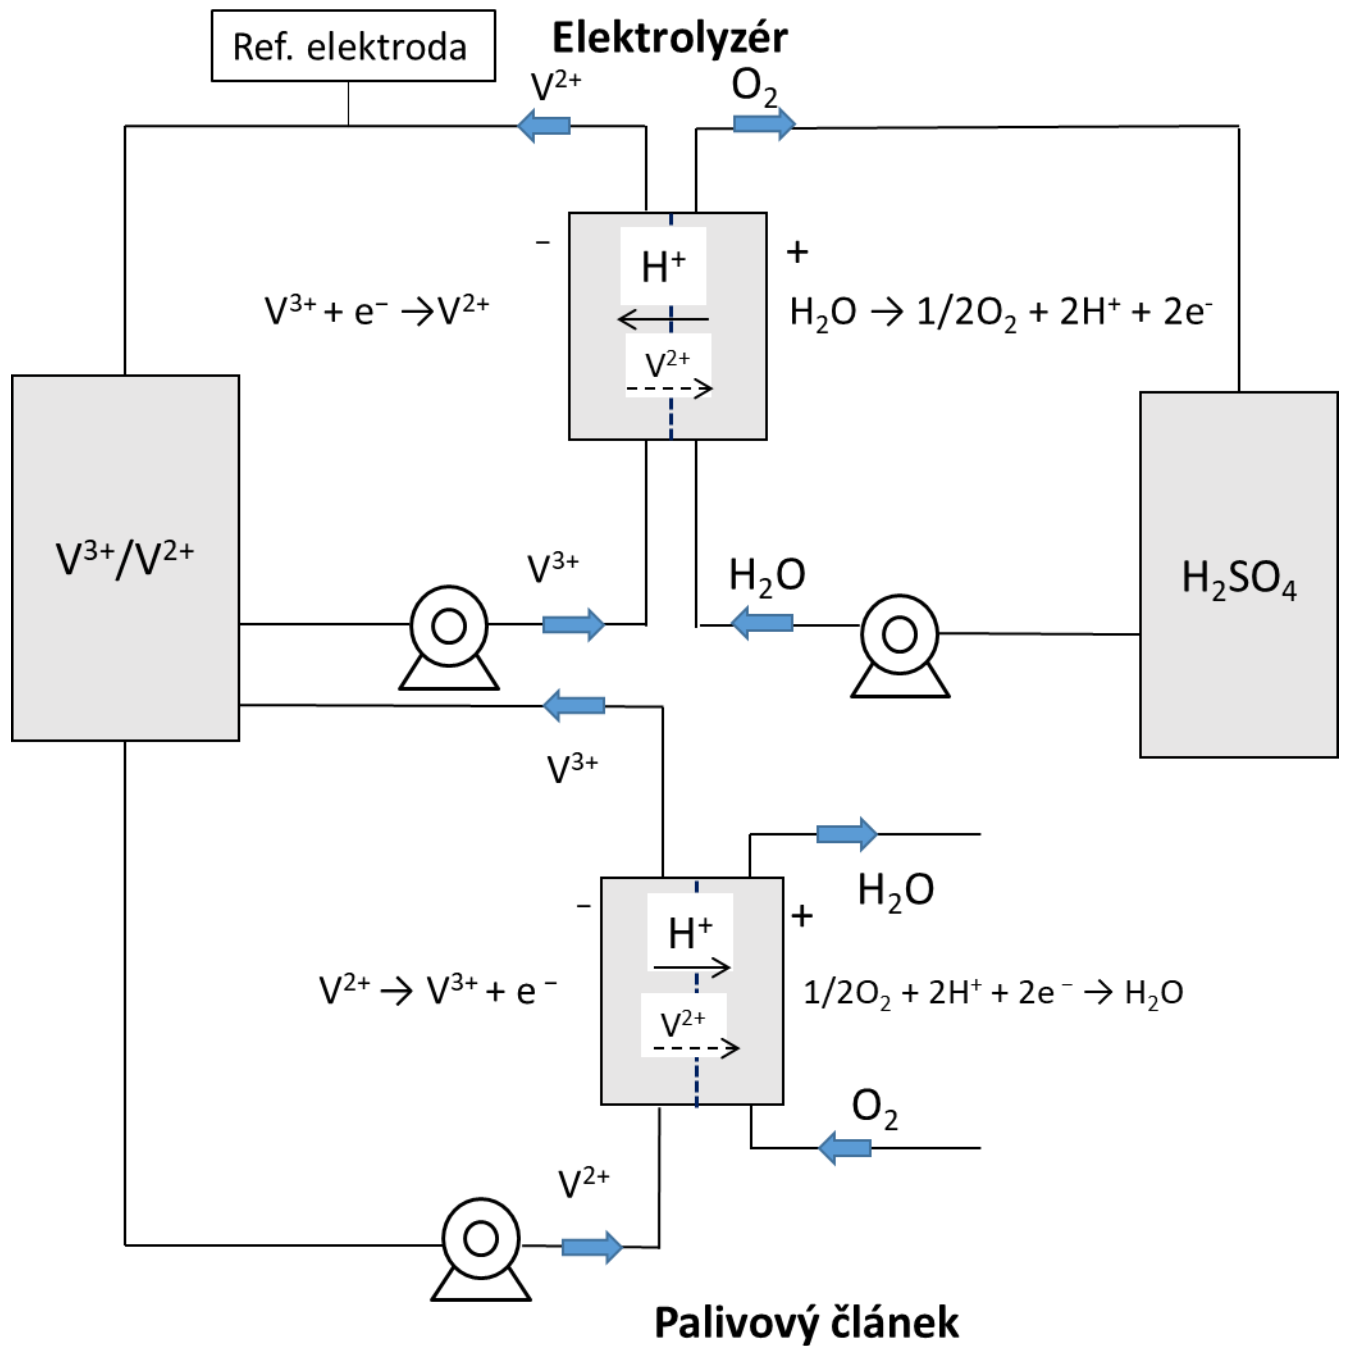 Elektrolyzér
Ref. elektroda
V²⁺
O₂
−
+
H⁺
V³⁺ + e⁻ →V²⁺
H₂O → 1/2O₂ + 2H⁺ + 2e⁻
V²⁺
V³⁺/V²⁺
V³⁺
H₂O
H₂SO₄
V³⁺
H₂O
−
+
H⁺
V²⁺ → V³⁺ + e ⁻
1/2O₂ + 2H⁺ + 2e ⁻ → H₂O
V²⁺
O₂
V²⁺
Palivový článek